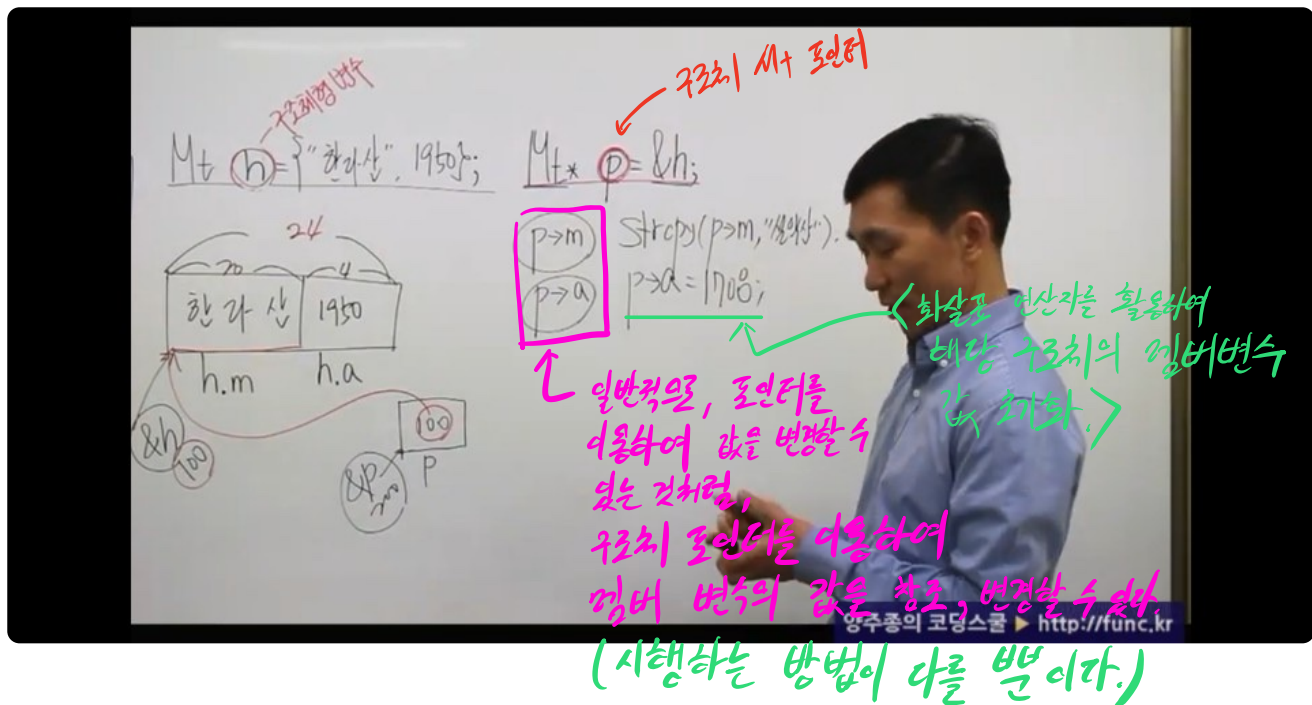 구조체형 변수
Mt h = {"한라산", 1950};
24
20 4
한라산 1950
h.m h.a
&h
100
100
&p
200
p
구조체 Mt 포인터
Mt* p = &h;
p→m strcpy(p→m, "설악산").
p→a p→a = 1708;
<화살표 연산자를 활용하여
해당 구조체의 멤버변수
값 초기화.>
일반적으로, 포인터를
이용하여 값을 변경할 수
있는 것처럼,
구조체 포인터를 이용하여
멤버 변수의 값을 참조, 변경할 수 있다.
(시행하는 방법이 다를 뿐이다.)
양주종의 코딩스쿨 ▶ http://func.kr